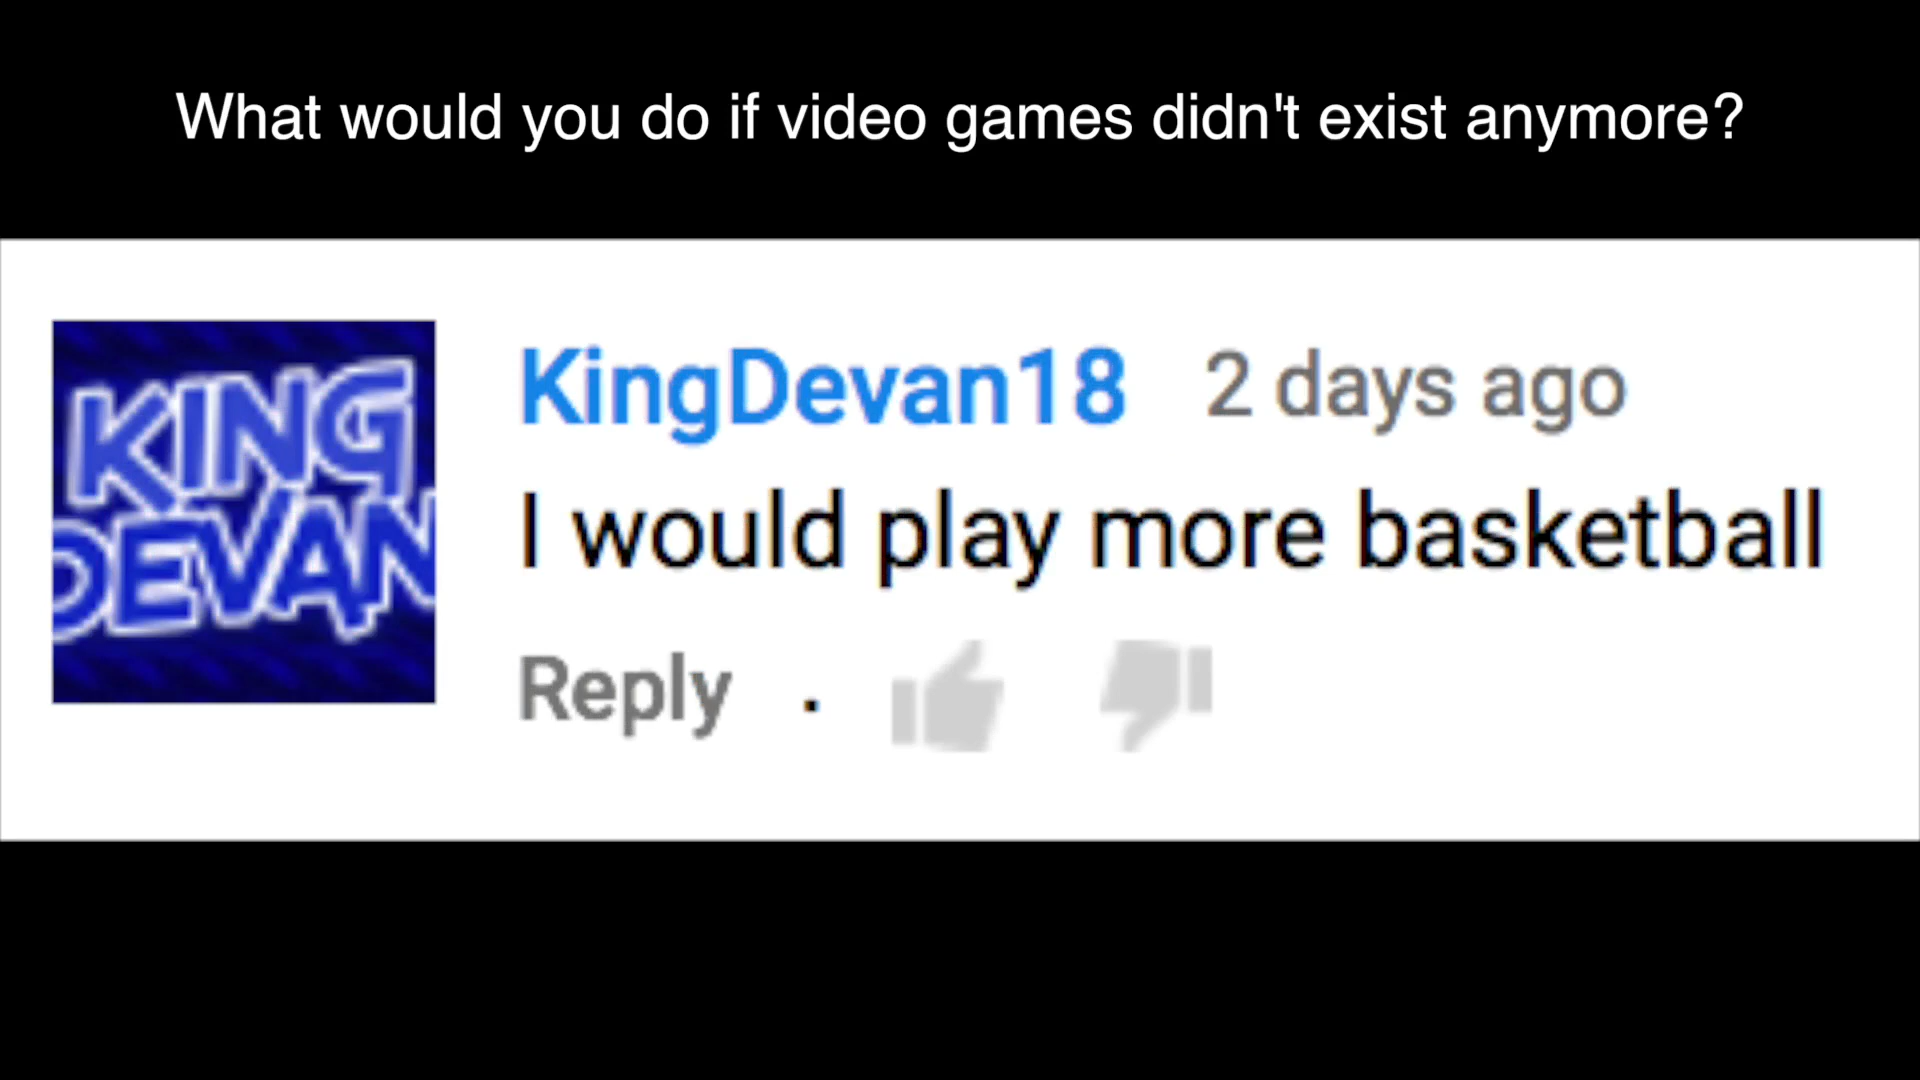 What would you do if video games didn't exist anymore?
KING
DEVAN
KingDevan18 2 days ago
I would play more basketball
Reply .